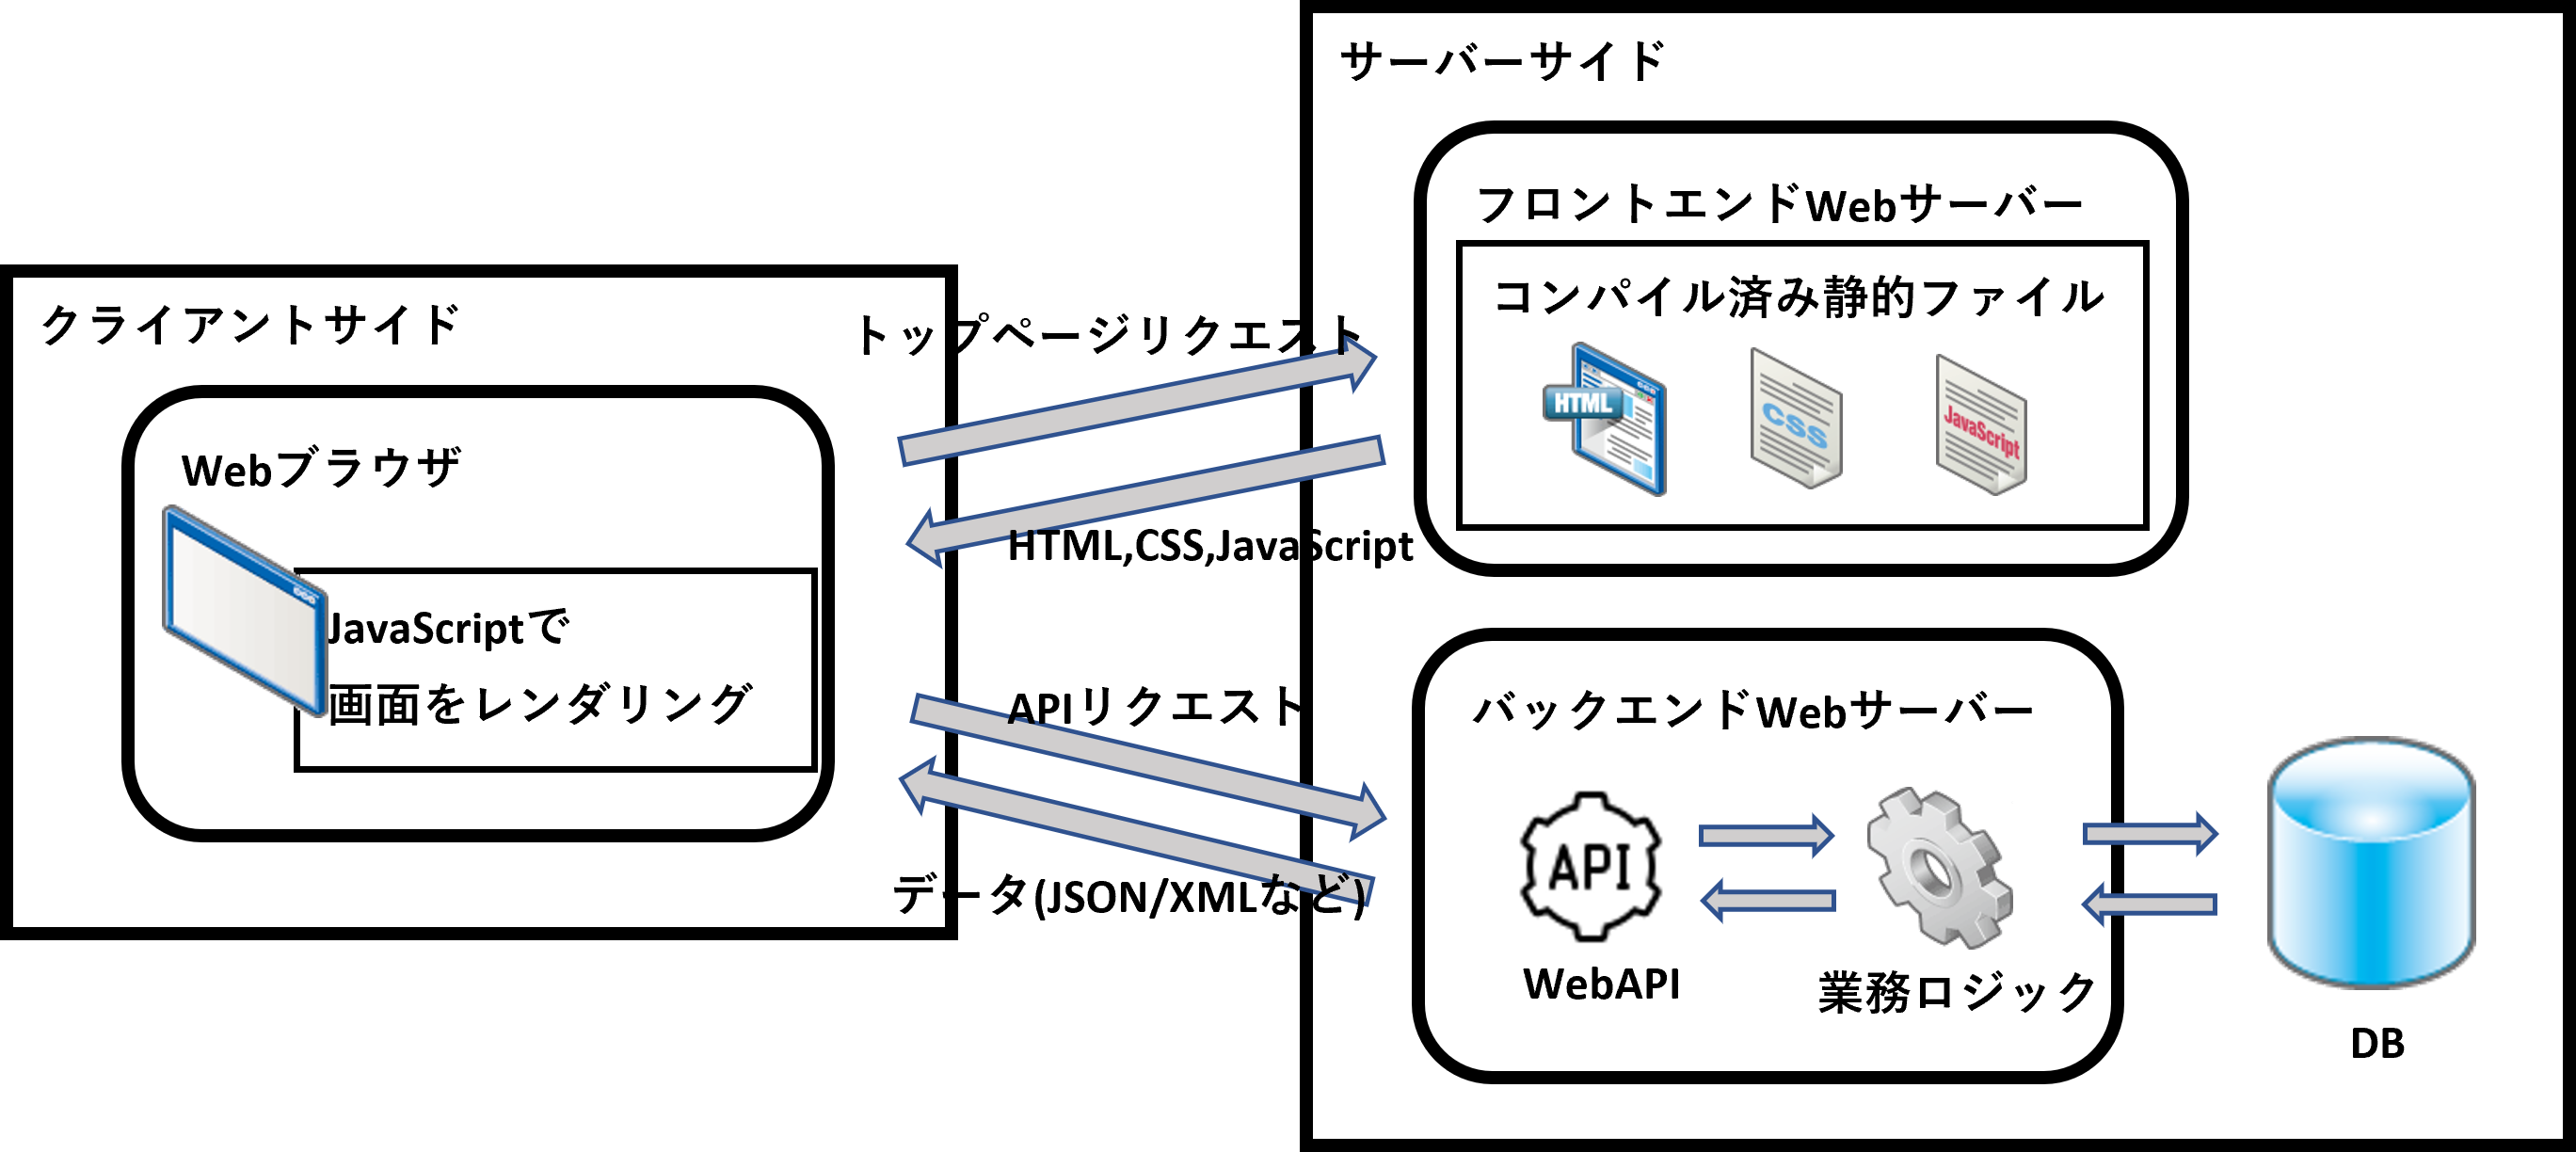 サーバーサイド
フロントエンドWebサーバー
コンパイル済み静的ファイル
HTML
CSS
JavaScript
クライアントサイド
トップページリクエスト
Webブラウザ
HTML,CSS,JavaScript
JavaScriptで
画面をレンダリング
APIリクエスト
データ(JSON/XMLなど)
バックエンドWebサーバー
API
WebAPI
業務ロジック
DB